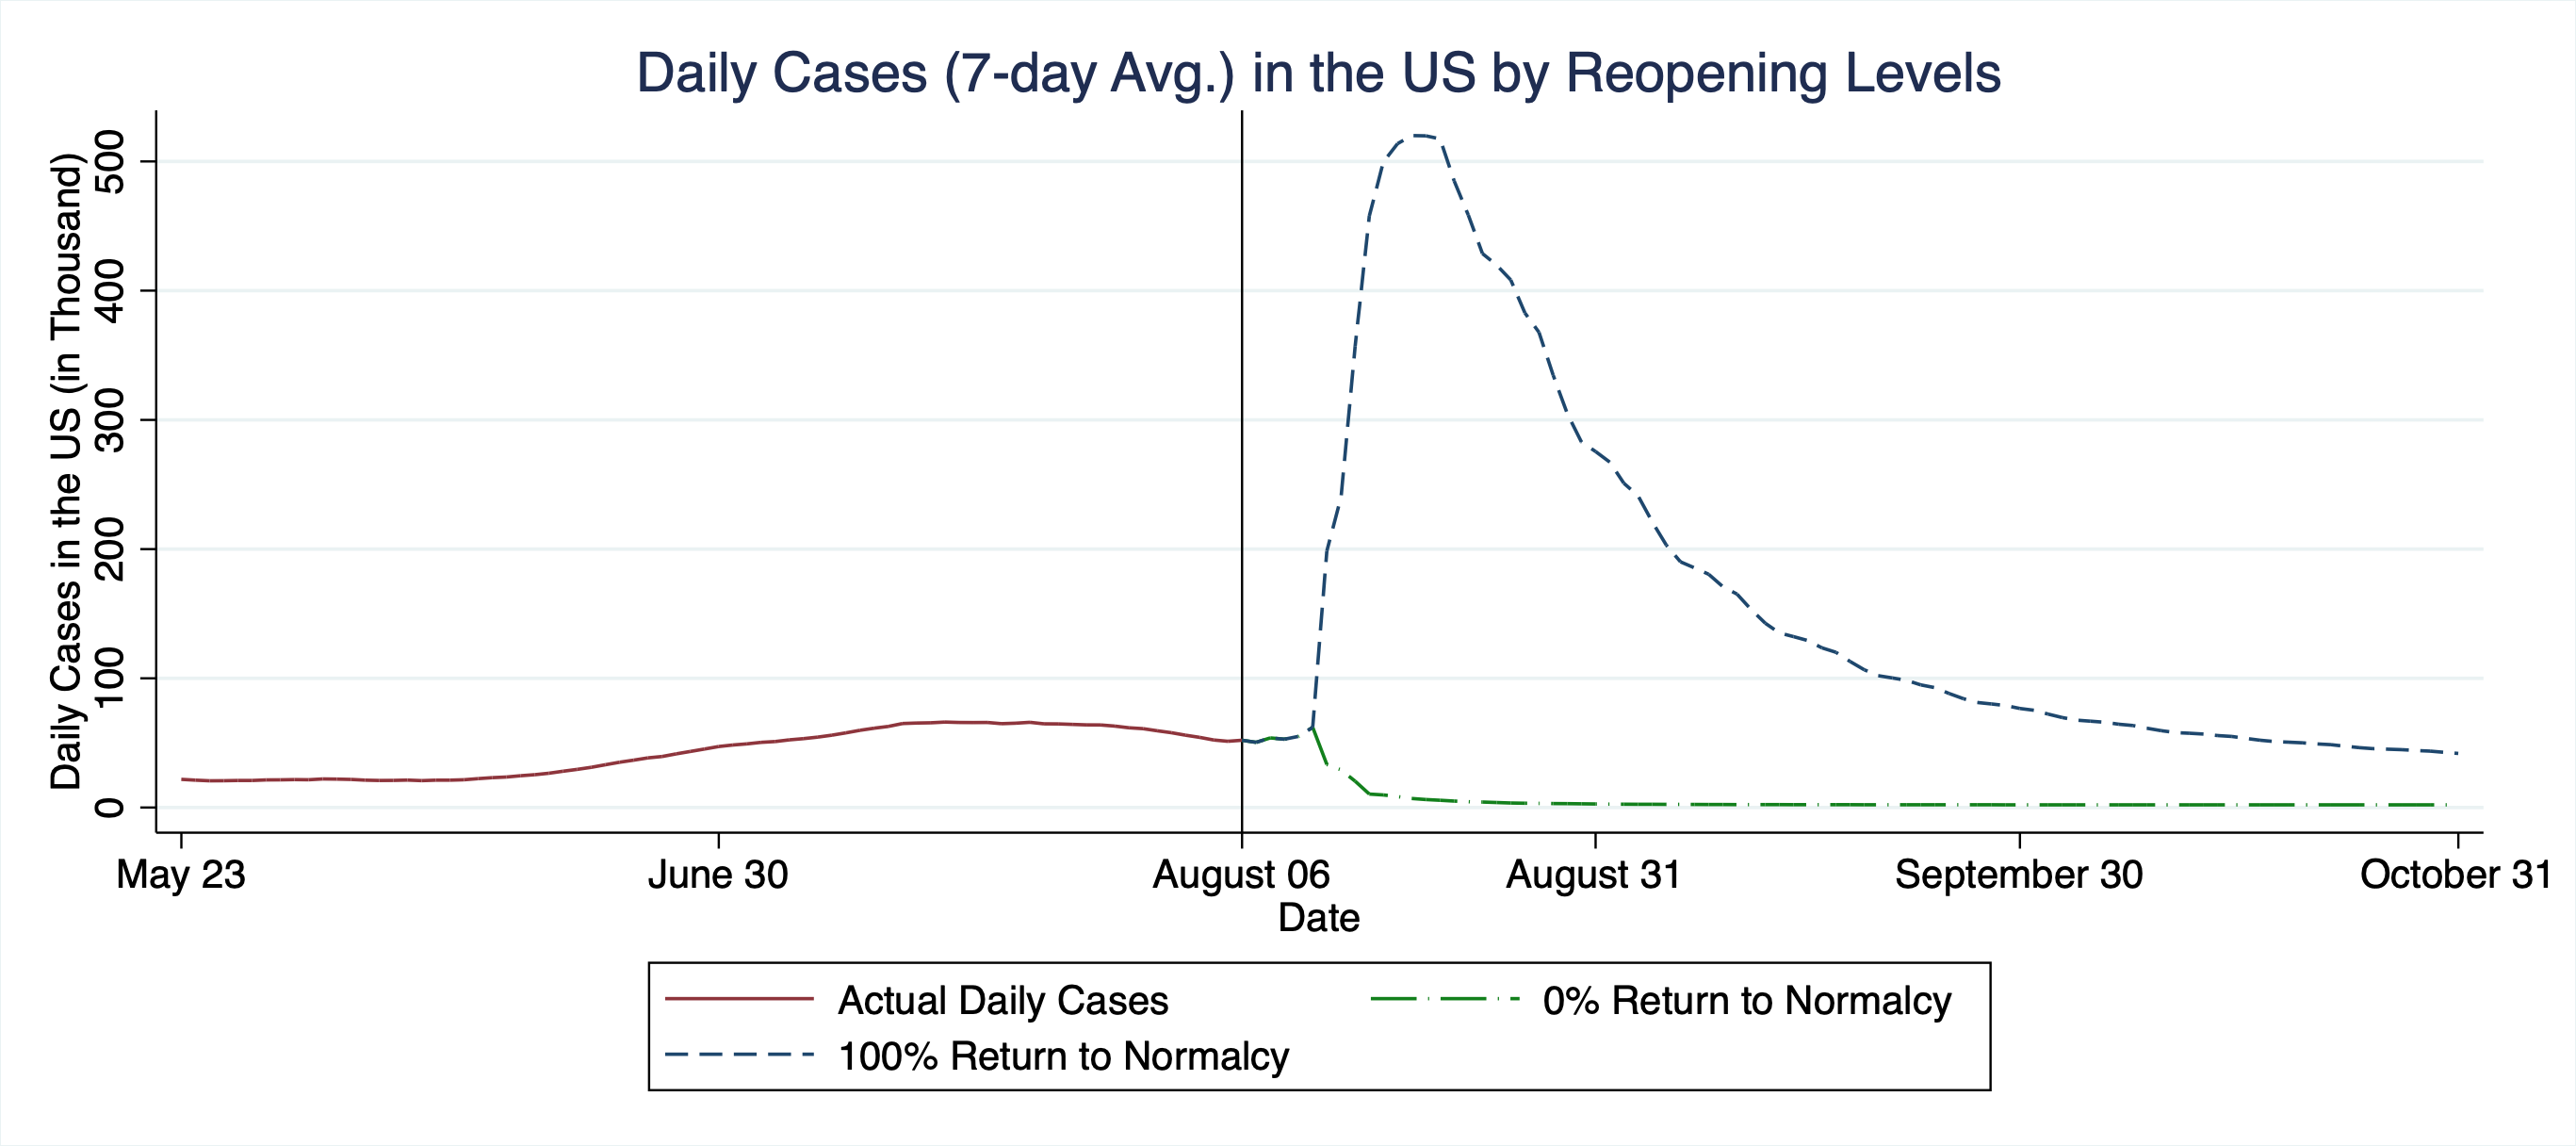 Daily Cases (7-day Avg.) in the US by Reopening Levels
Daily Cases in the US (in Thousand)
500
400
300
200
100
0
May 23
June 30
August 06
August 31
September 30
October 31
Date
Actual Daily Cases
0% Return to Normalcy
100% Return to Normalcy